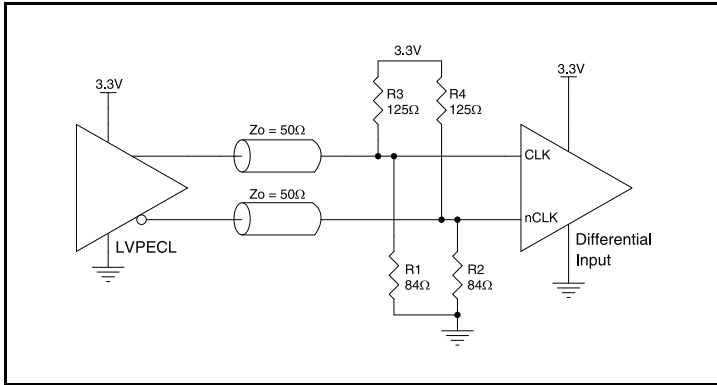 3.3V
3.3V
3.3V
R3
125Ω
R4
125Ω
Zo = 50Ω
CLK
Zo = 50Ω
nCLK
LVPECL
Differential
Input
R1
84Ω
R2
84Ω